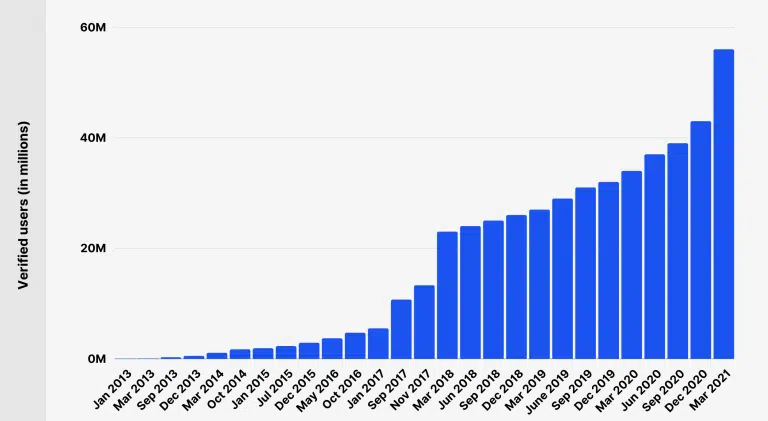 Verified users (in millions)
60M
40M
20M
0M
Jan 2013
Mar 2013
Sep 2013
Dec 2013
Mar 2014
Oct 2014
Jan 2015
Jul 2015
Dec 2015
May 2016
Oct 2016
Jan 2017
Sep 2017
Nov 2017
Mar 2018
Jun 2018
Sep 2018
Dec 2018
Mar 2019
June 2019
Sep 2019
Dec 2019
Mar 2020
Jun 2020
Sep 2020
Dec 2020
Mar 2021